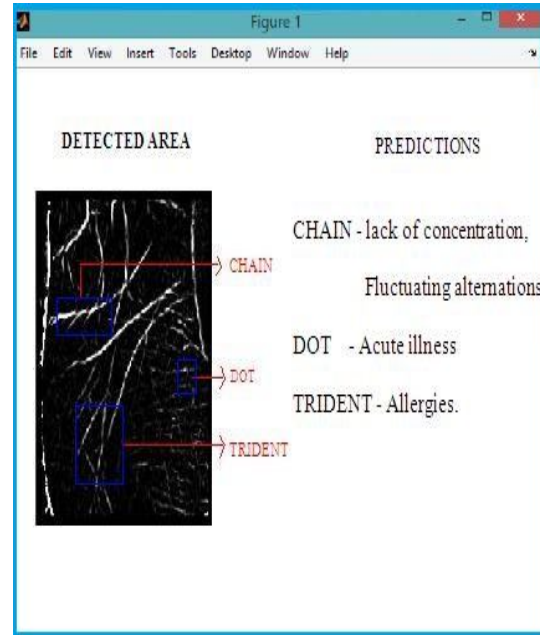 Figure 1
File Edit View Insert Tools Desktop Window Help
DETECTED AREA
PREDICTIONS
CHAIN
DOT
TRIDENT
CHAIN - lack of concentration,
Fluctuating alternations
DOT - Acute illness
TRIDENT - Allergies.